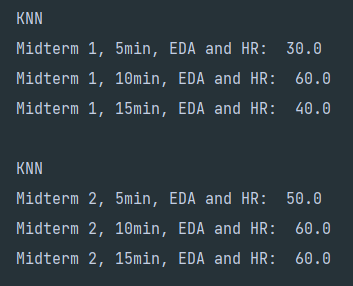 KNN
Midterm 1, 5min, EDA and HR:  30.0
Midterm 1, 10min, EDA and HR:  60.0
Midterm 1, 15min, EDA and HR:  40.0
KNN
Midterm 2, 5min, EDA and HR:  50.0
Midterm 2, 10min, EDA and HR:  60.0
Midterm 2, 15min, EDA and HR:  60.0